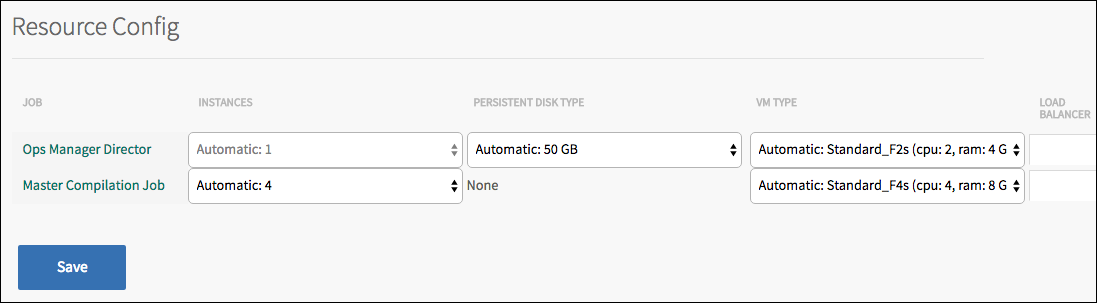 Resource Config
JOB INSTANCES PERSISTENT DISK TYPE VM TYPE LOAD BALANCER
Ops Manager Director Automatic: 1 Automatic: 50 GB Automatic: Standard_F2s (cpu: 2, ram: 4 G
Master Compilation Job Automatic: 4 None Automatic: Standard_F4s (cpu: 4, ram: 8 G
Save